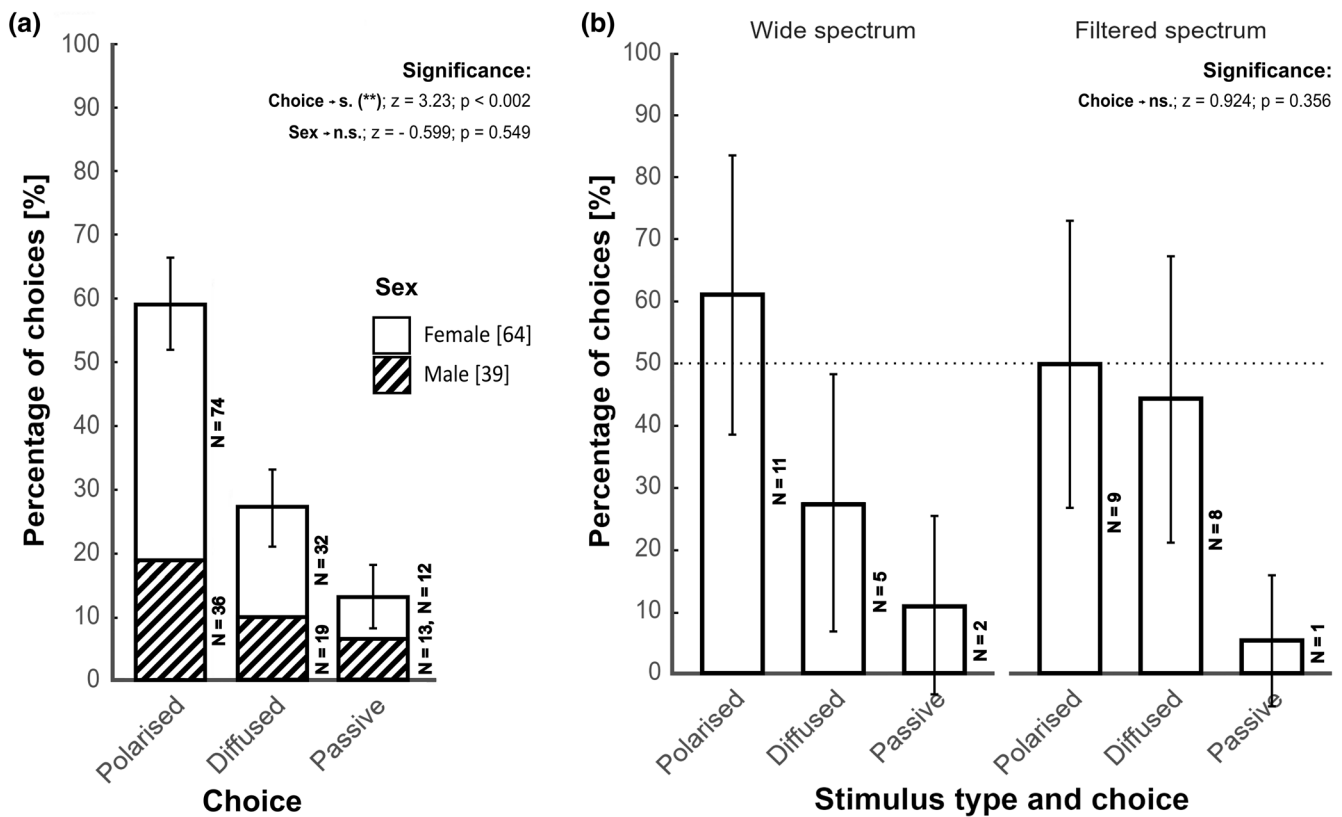 (a)
100
90
80
70
60
50
40
30
20
10
0
Percentage of choices [%]
Significance:
Choice → s. (**); z = 3.23; p < 0.002
Sex → n.s.; z = - 0.599; p = 0.549
Sex
Female [64]
Male [39]
N = 74
N = 36
N = 32
N = 19
N = 13, N = 12
Polarised
Diffused
Passive
Choice
(b)
Wide spectrum
Filtered spectrum
100
90
80
70
60
50
40
30
20
10
0
Percentage of choices [%]
Significance:
Choice → ns.; z = 0.924; p = 0.356
N = 11
N = 5
N = 2
N = 9
N = 8
N = 1
Polarised
Diffused
Passive
Polarised
Diffused
Passive
Stimulus type and choice